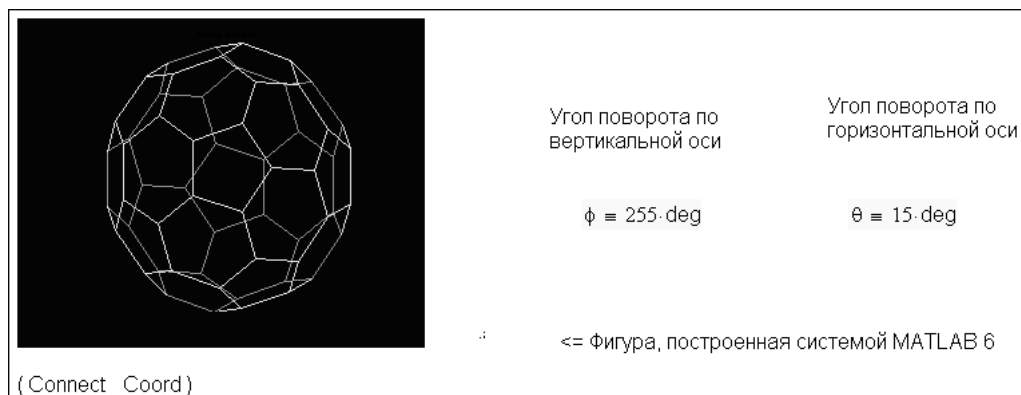 Угол поворота по
вертикальной оси
Угол поворота по
горизонтальной оси
ϕ ≡ 255·deg
θ ≡ 15·deg
<= Фигура, построенная системой MATLAB 6
( Connect Coord )